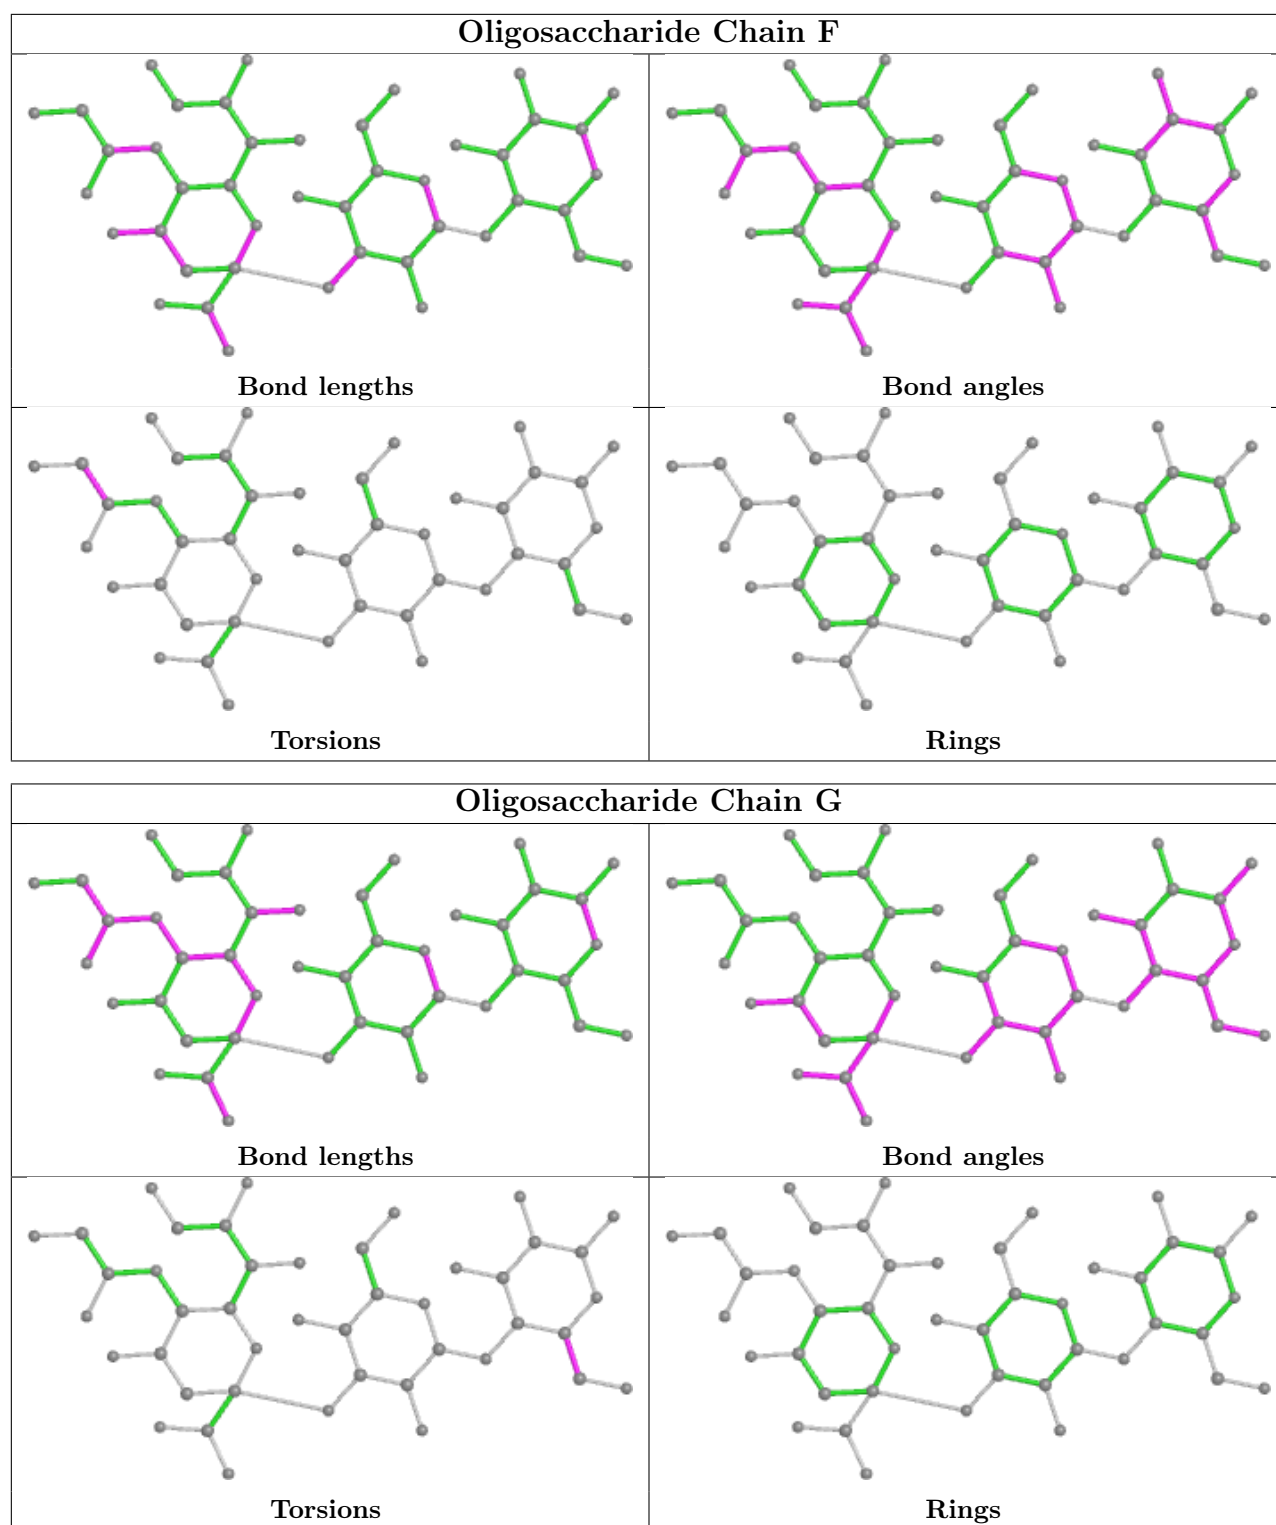 Oligosaccharide Chain F
Bond lengths
Bond angles
Torsions
Rings
Oligosaccharide Chain G
Bond lengths
Bond angles
Torsions
Rings